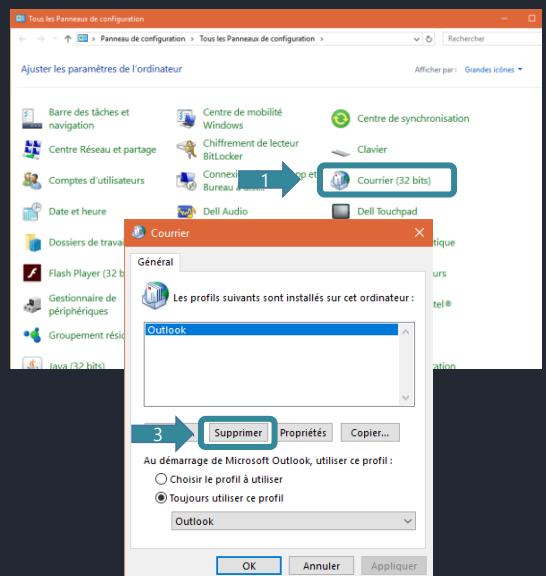 Tous les Panneaux de configuration
Panneau de configuration > Tous les Panneaux de configuration >
Rechercher
Ajuster les paramètres de l'ordinateur
Afficher par : Grandes icônes
Barre des tâches et
navigation
Centre de mobilité
Windows
Centre de synchronisation
Centre Réseau et partage
Chiffrement de lecteur
BitLocker
Clavier
Comptes d'utilisateurs
1
et
Bureau
Courrier (32 bits)
Date et heure
Dell Audio
Dell Touchpad
Dossiers de
Flash Player (32
Gestionnaire de
périphériques
Groupement
Java (32 bits)
Courrier
Général
Les profils suivants sont installés sur cet ordinateur :
Outlook
3
Supprimer
Propriétés
Copier...
Au démarrage de Microsoft Outlook, utiliser ce profil :
Choisir le profil à utiliser
Toujours utiliser ce profil
Outlook
OK
Annuler
Appliquer